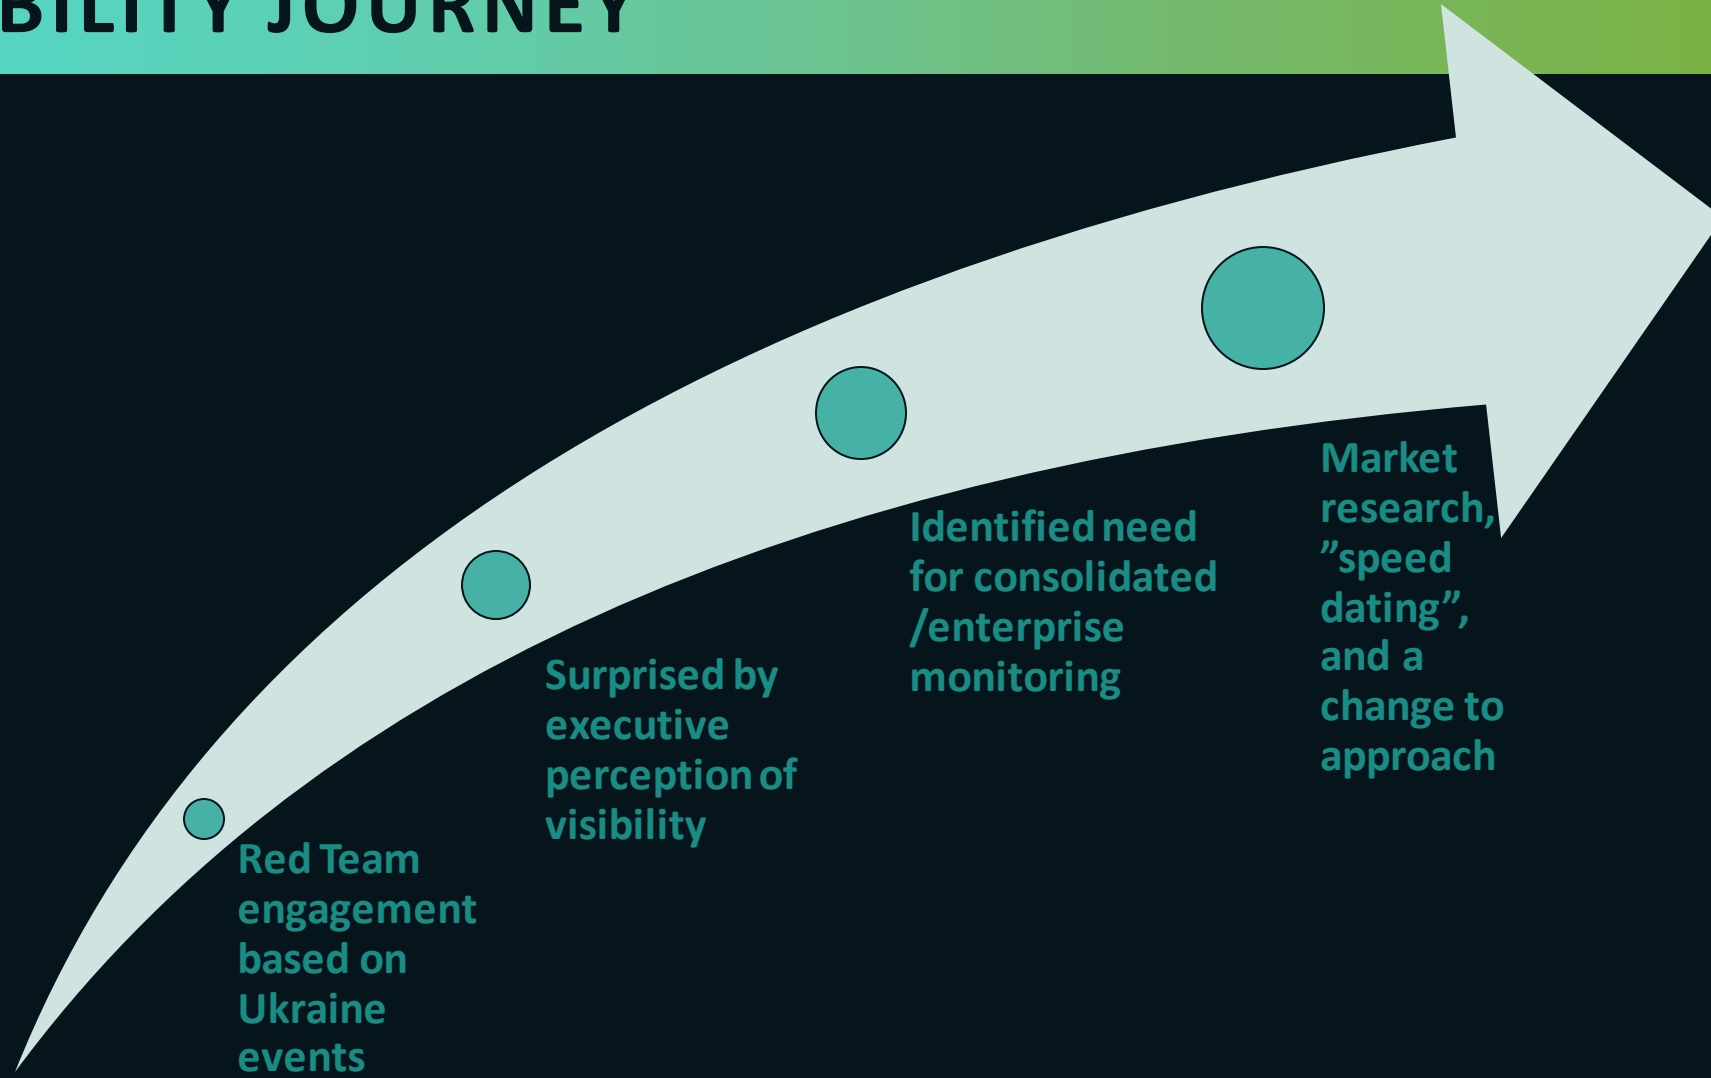 BILITY JOURNEY
Red Team
engagement
based on
Ukraine
events
Surprised by
executive
perception of
visibility
Identified need
for consolidated
/enterprise
monitoring
Market
research,
”speed
dating”,
and a
change to
approach